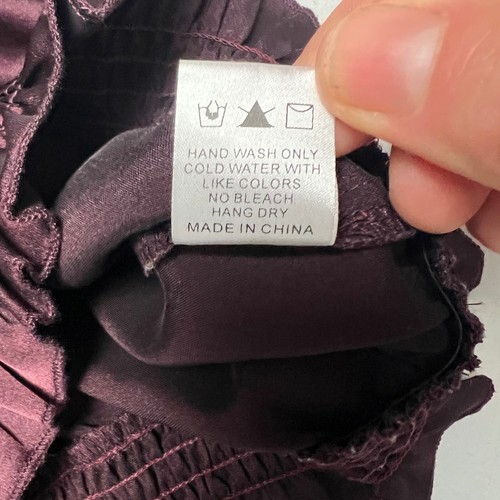 HAND WASH ONLY
COLD WATER WITH
LIKE COLORS
NO BLEACH
HANG DRY
MADE IN CHINA